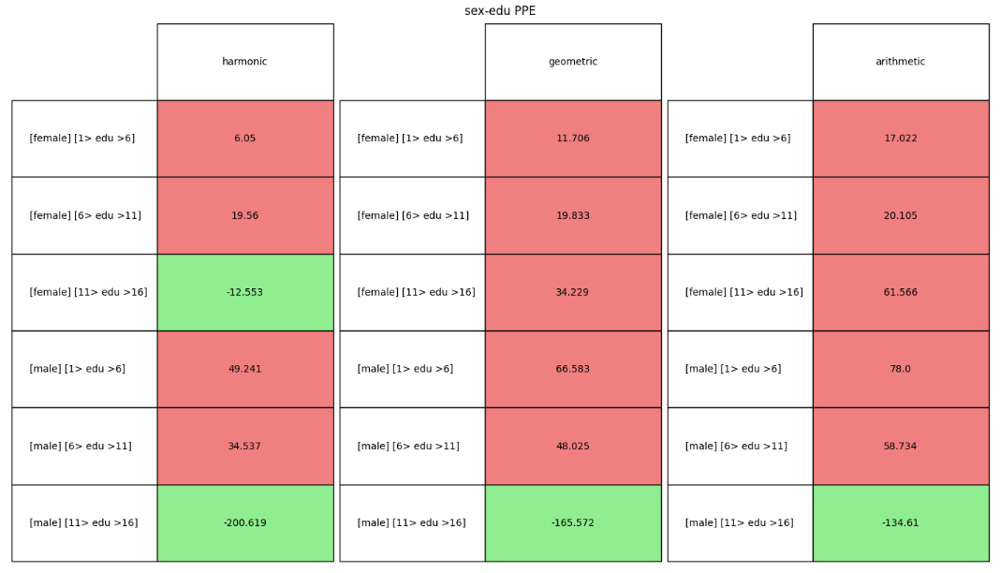 sex-edu PPE
harmonic geometric arithmetic
[female] [1> edu >6] 6.05 [female] [1> edu >6] 11.706 [female] [1> edu >6] 17.022
[female] [6> edu >11] 19.56 [female] [6> edu >11] 19.833 [female] [6> edu >11] 20.105
[female] [11> edu >16] -12.553 [female] [11> edu >16] 34.229 [female] [11> edu >16] 61.566
[male] [1> edu >6] 49.241 [male] [1> edu >6] 66.583 [male] [1> edu >6] 78.0
[male] [6> edu >11] 34.537 [male] [6> edu >11] 48.025 [male] [6> edu >11] 58.734
[male] [11> edu >16] -200.619 [male] [11> edu >16] -165.572 [male] [11> edu >16] -134.61